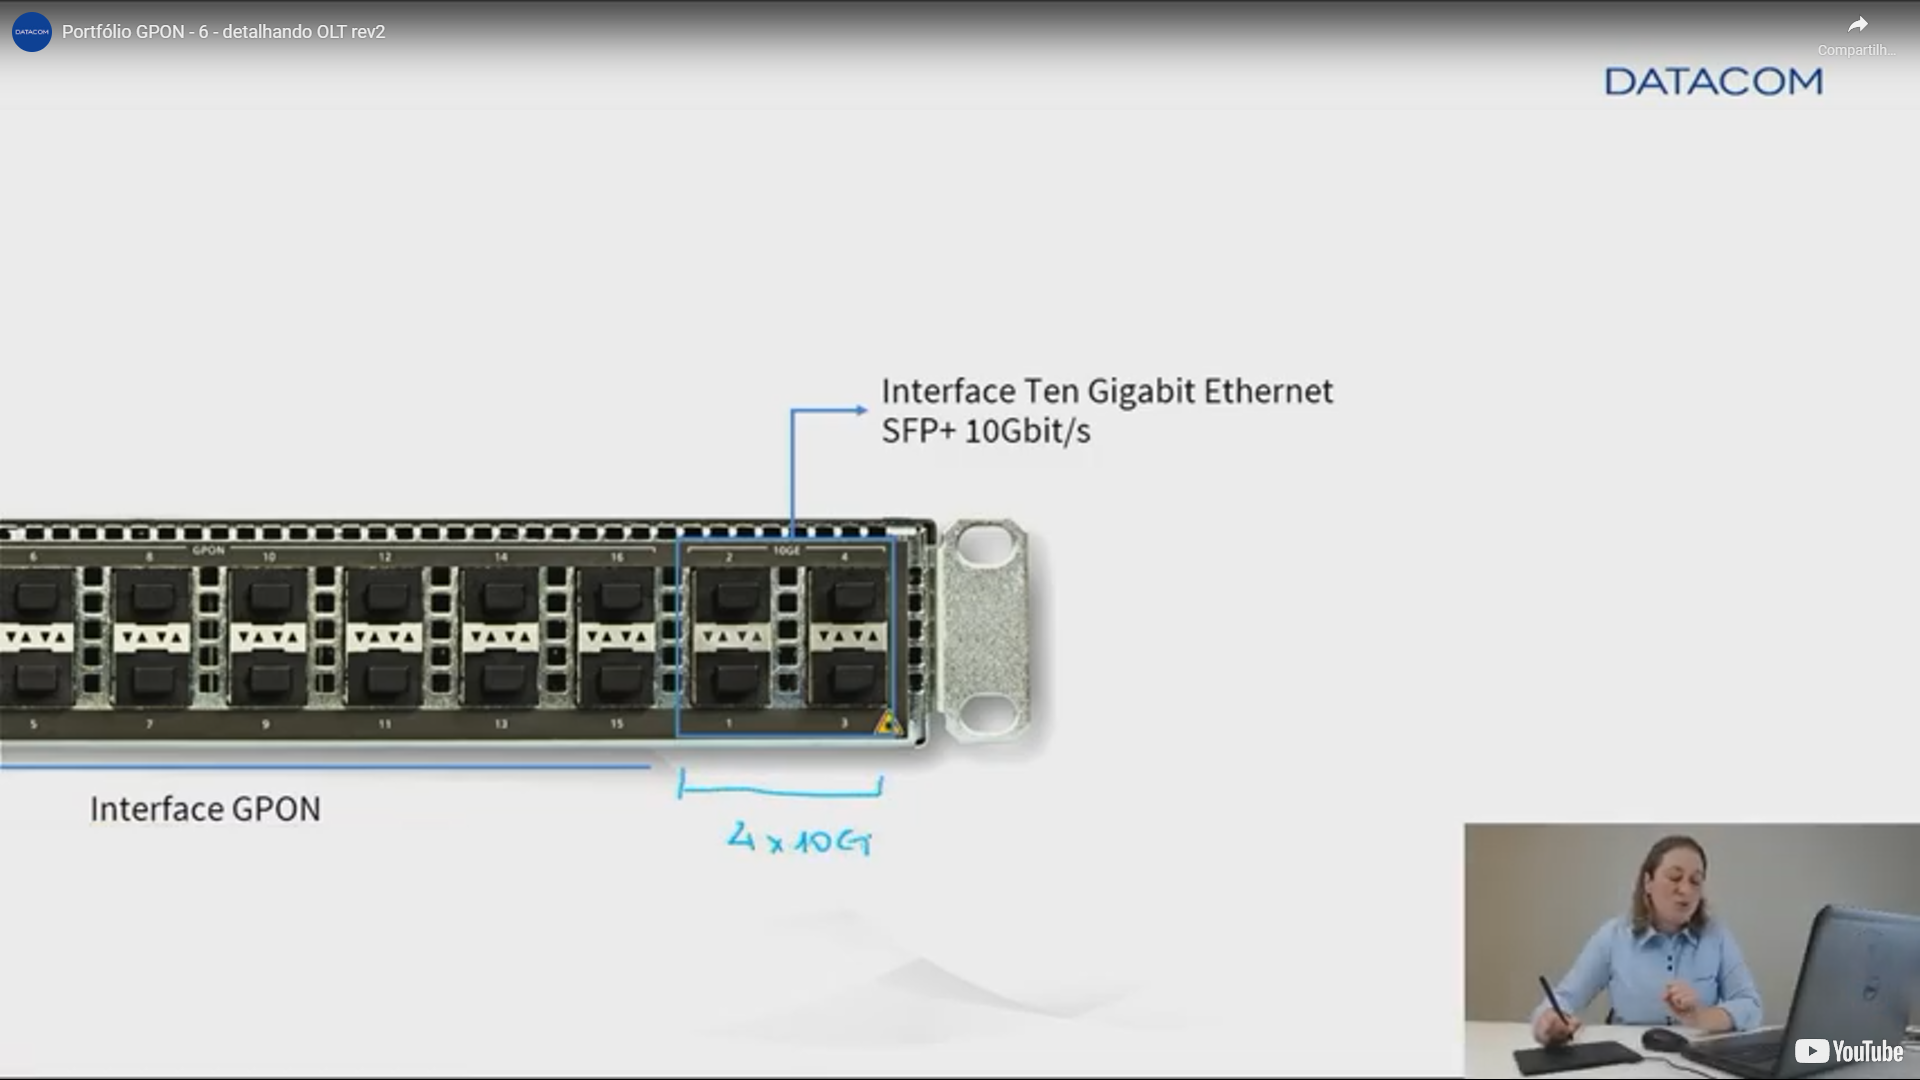 DATACOM
Portfólio GPON - 6 - detalhando OLT rev2
Compartilh...
DATACOM
Interface Ten Gigabit Ethernet
SFP+ 10Gbit/s
6 8 GPON 10 12 14 16 2 10GE 4
5 7 9 11 13 15 1 3
Interface GPON
4 x 10G
YouTube